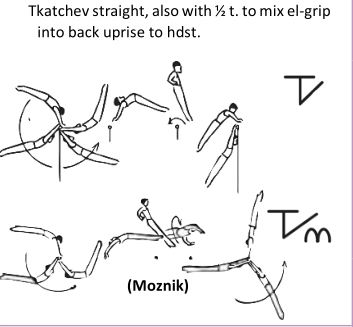 Tkatchev straight, also with ½ t. to mix el-grip
into back uprise to hdst.
(Moznik)